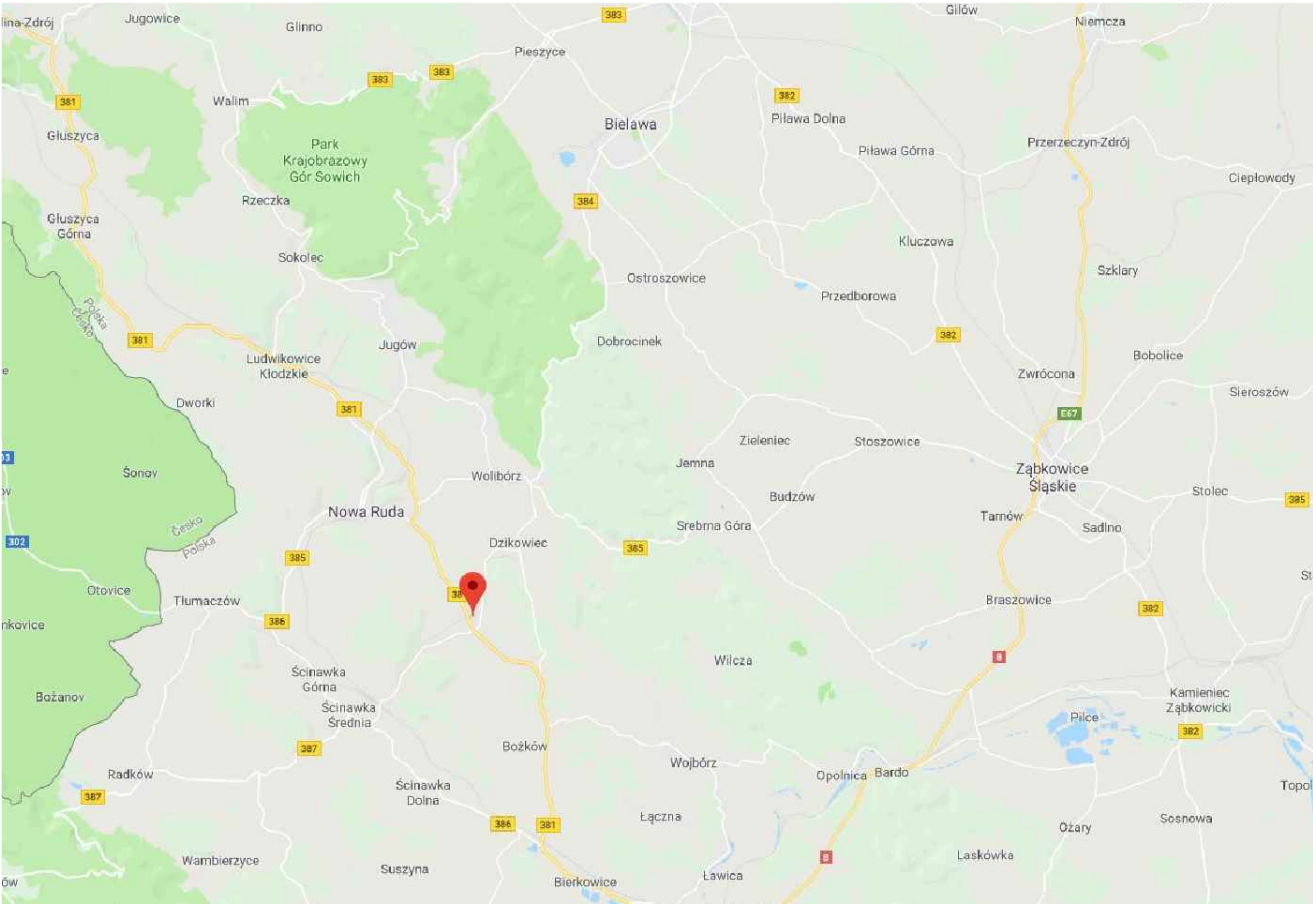 lina-Zdrój
Jugowice
Glinno
383
Gilów
Niemcza
Pieszyce
383
383
381
Walim
382
Piława Dolna
Bielawa
Głuszyca
Park
Krajobrazowy
Gór Sowich
Piława Górna
Przerzeczyn-Zdrój
Ciepłowody
Rzeczka
384
Głuszyca
Górna
Kluczowa
Sokolec
Szklary
Ostroszowice
Przedborowa
Polska
Česko
381
382
Dobrocinek
Jugów
Ludwikowice
Kłodzkie
Bobolice
Zwrócona
Sieroszów
Dworki
381
E67
Zieleniec
Stoszowice
Šonov
Jemna
Ząbkowice
Śląskie
Wolibórz
Budzów
Stolec
385
Nowa Ruda
Česko
Polska
Srebrna Góra
Tarnów
Sadlno
302
Dzikowiec
385
385
Otovice
Tłumaczów
Braszowice
382
386
nkovice
Wilcza
8
Ścinawka
Górna
Bożanov
Ścinawka
Średnia
Kamieniec
Ząbkowicki
Pilce
382
387
Bożków
Wojbórz
Radków
Opolnica
Bardo
Ścinawka
Dolna
Topol
387
Łączna
386
381
Ożary
Sosnowa
Wambierzyce
Suszyna
8
Laskówka
Bierkowice
Ławica
ów